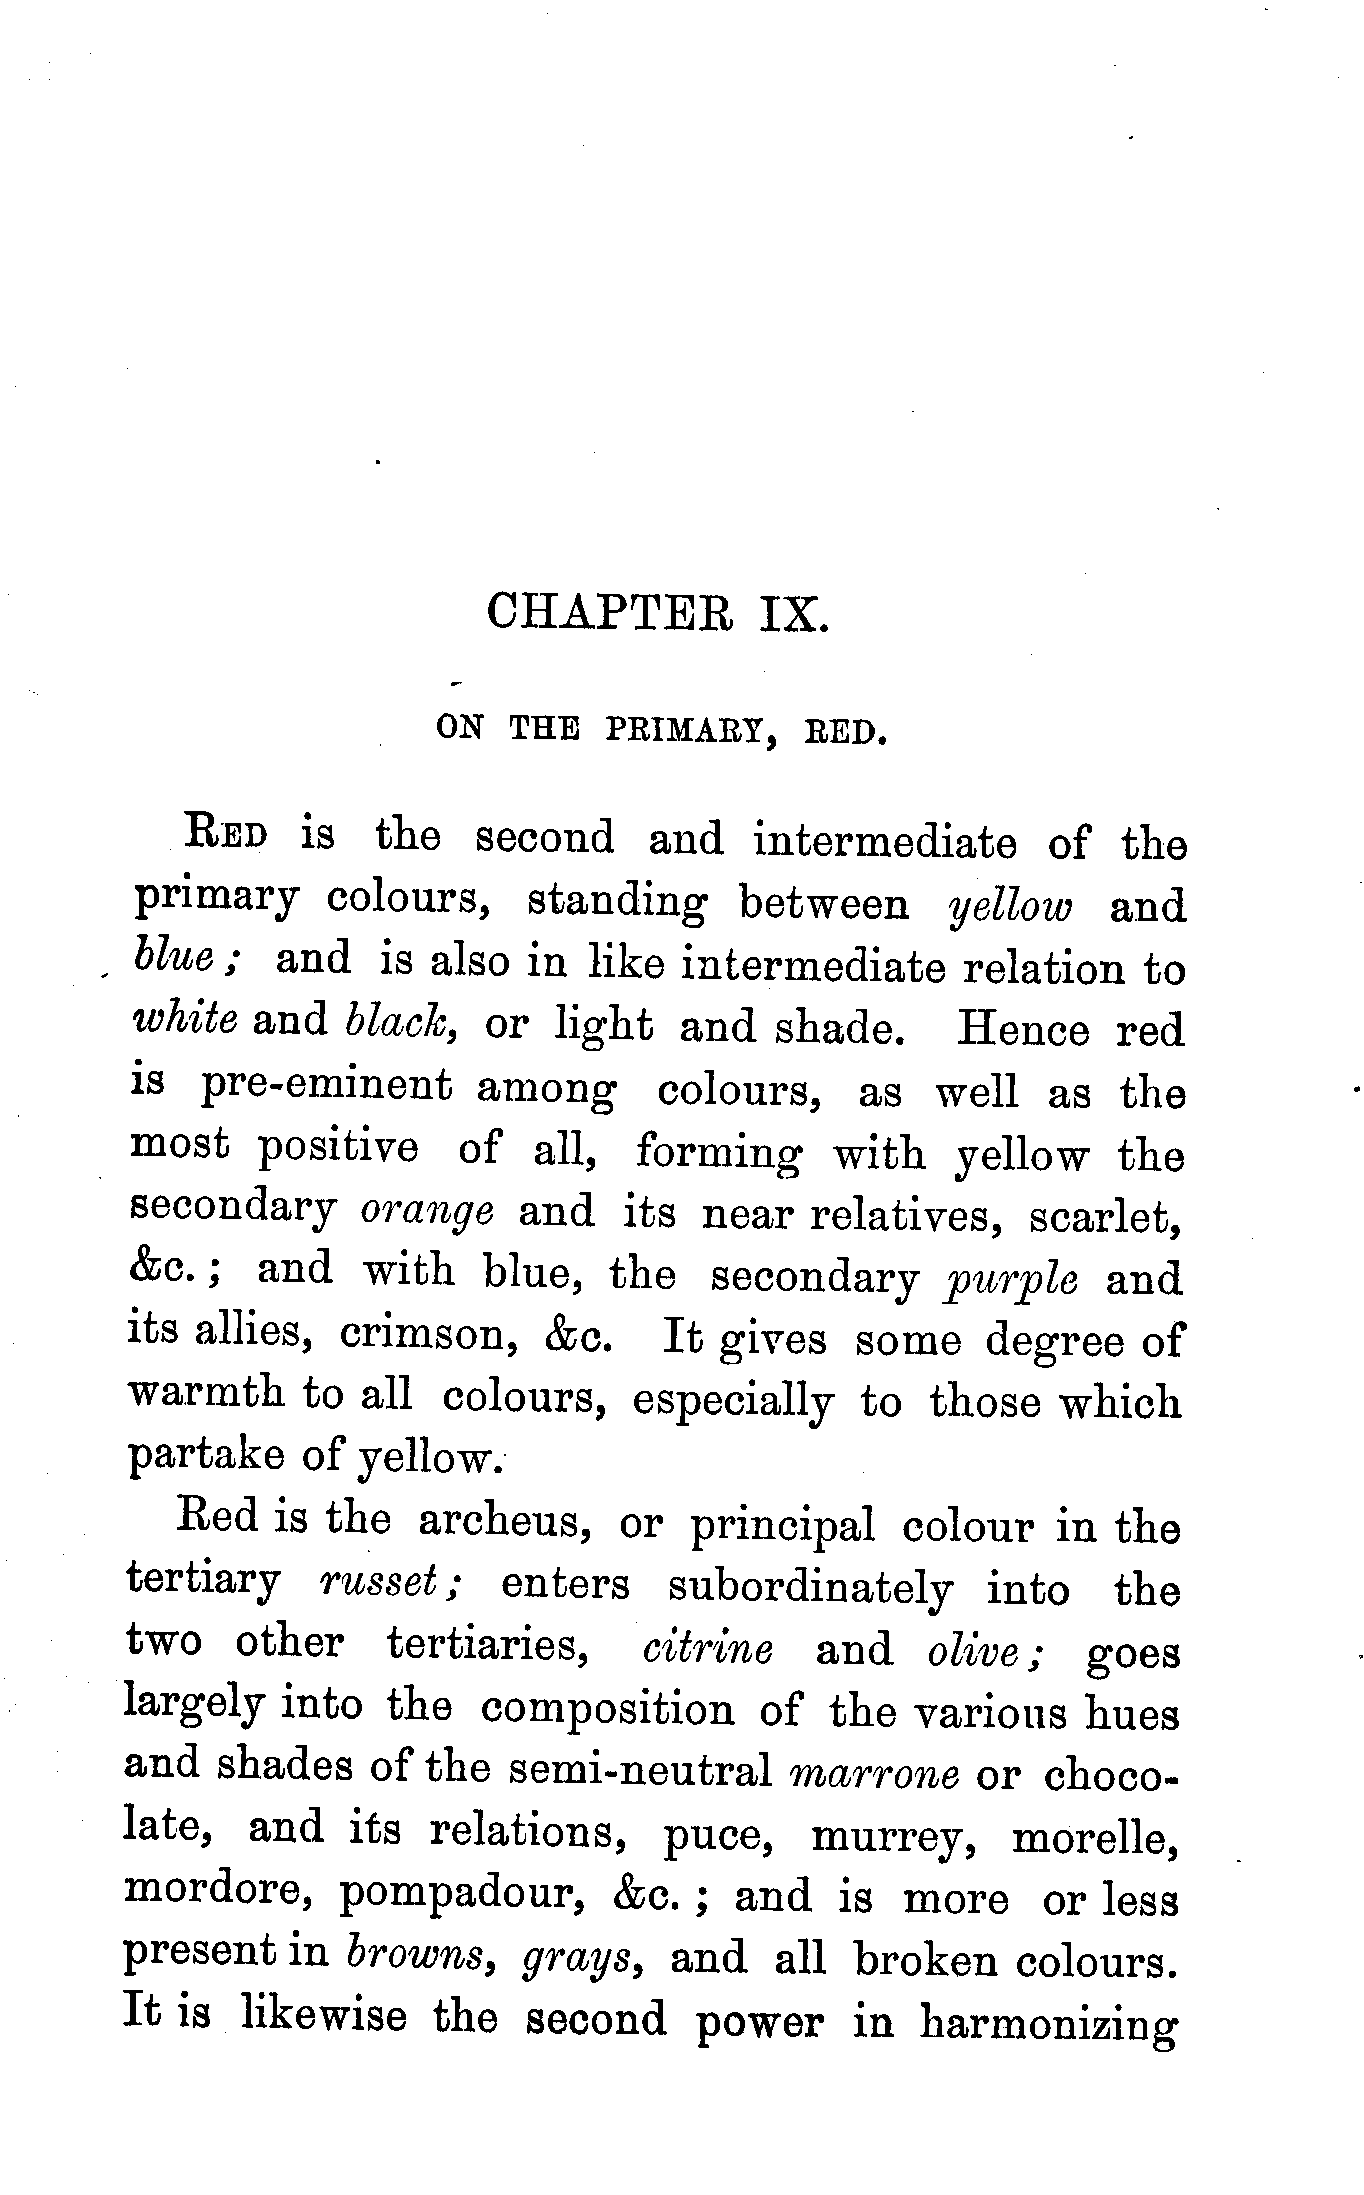 CHAPTER IX.
ON THE PRIMARY, RED.
RED is the second and intermediate of the
primary colours, standing between yellow and
blue; and is also in like intermediate relation to
white and black, or light and shade. Hence red
is pre-eminent among colours, as well as the
most positive of all, forming with yellow the
secondary orange and its near relatives, scarlet,
&c.; and with blue, the secondary purple and
its allies, crimson, &c. It gives some degree of
warmth to all colours, especially to those which
partake of yellow.
Red is the archeus, or principal colour in the
tertiary russet; enters subordinately into the
two other tertiaries, citrine and olive; goes
largely into the composition of the various hues
and shades of the semi-neutral marrone or choco-
late, and its relations, puce, murrey, morelle,
mordore, pompadour, &c.; and is more or less
present in browns, grays, and all broken colours.
It is likewise the second power in harmonizing